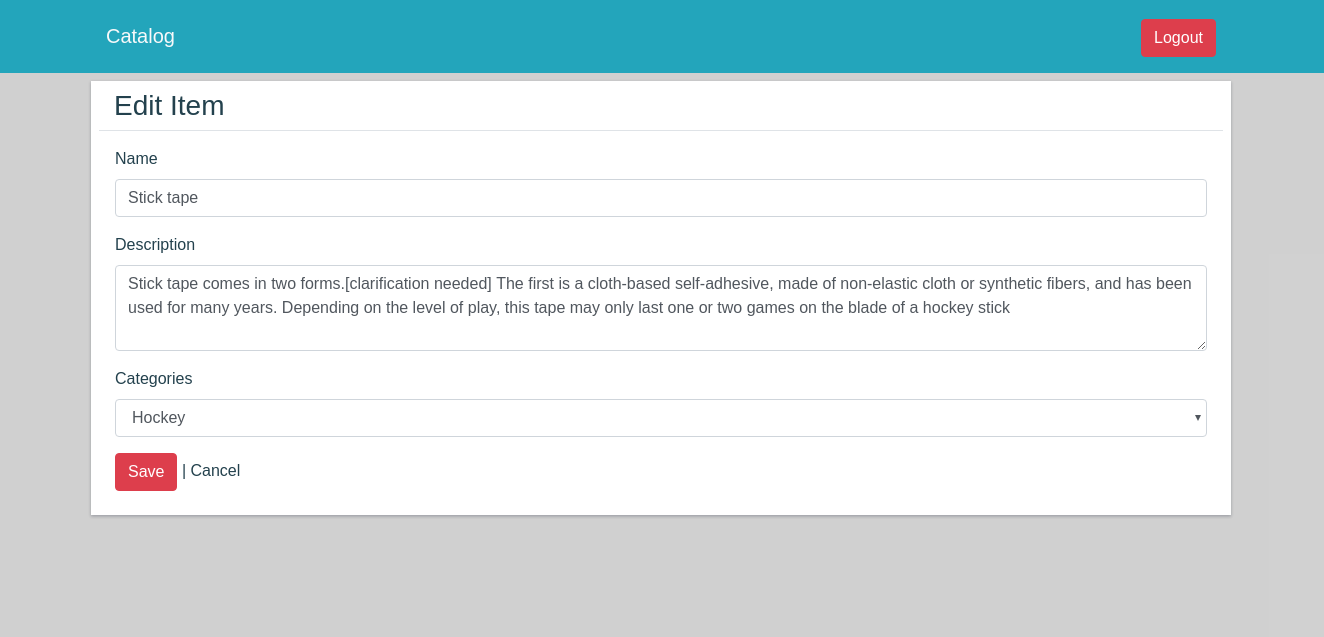 Catalog
Logout
Edit Item
Name
Stick tape
Description
Stick tape comes in two forms.[clarification needed] The first is a cloth-based self-adhesive, made of non-elastic cloth or synthetic fibers, and has been
used for many years. Depending on the level of play, this tape may only last one or two games on the blade of a hockey stick
Categories
Hockey
Save | Cancel